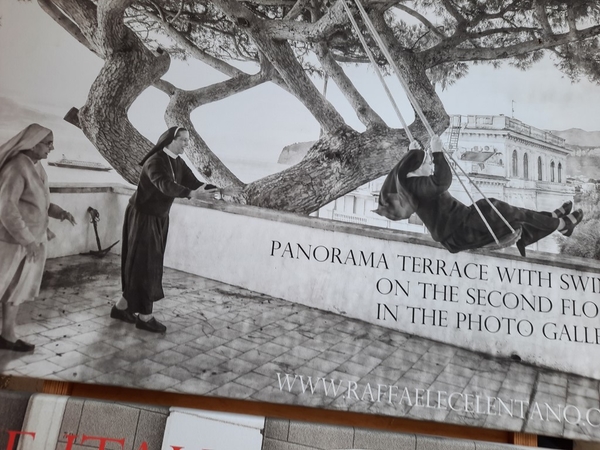 PANORAMA TERRACE WITH SWIN
ON THE SECOND FLO
IN THE PHOTO GALLE
WWW.RAFFAELECELENTANO.C